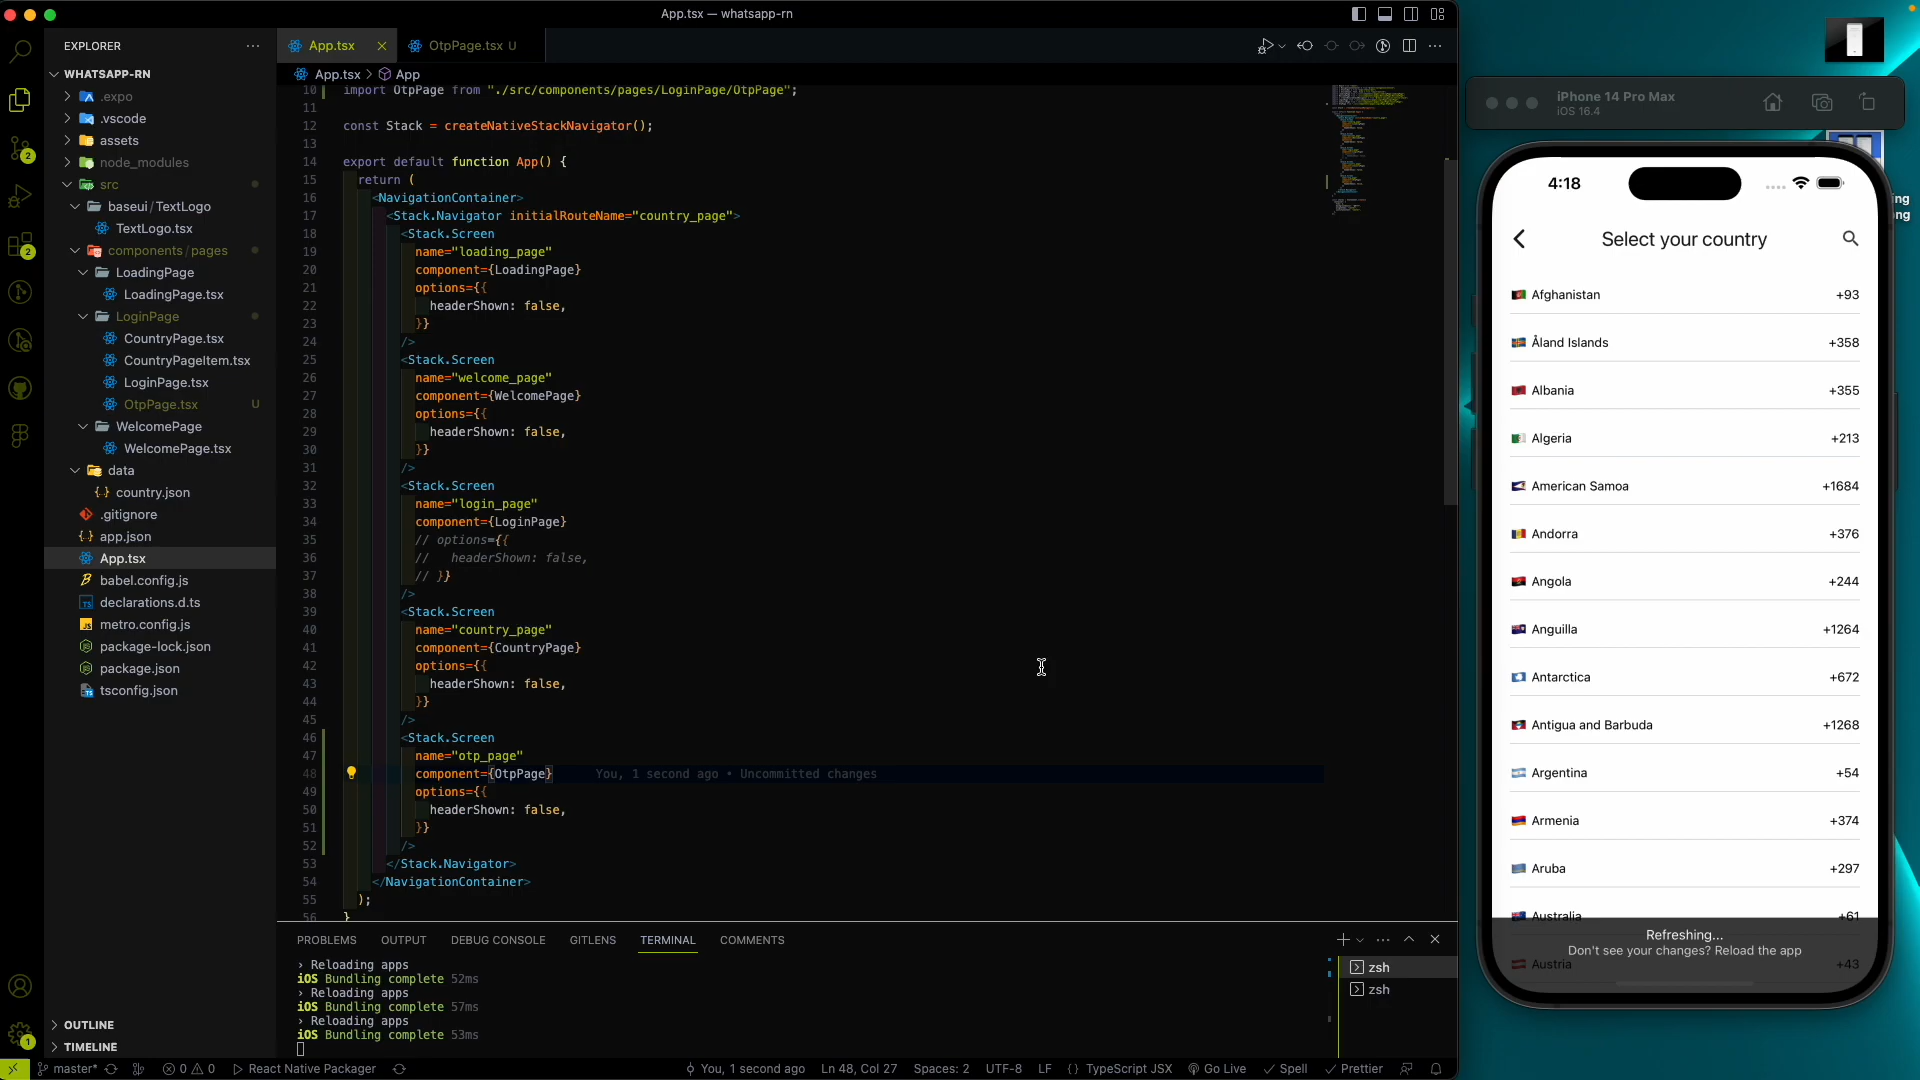 App.tsx — whatsapp-rn
EXPLORER
App.tsx
OtpPage.tsx U
WHATSAPP-RN
.expo
.vscode
assets
node_modules
src
baseui / TextLogo
TextLogo.tsx
components / pages
LoadingPage
LoadingPage.tsx
LoginPage
CountryPage.tsx
CountryPageItem.tsx
LoginPage.tsx
OtpPage.tsx U
WelcomePage
WelcomePage.tsx
data
country.json
.gitignore
app.json
App.tsx
babel.config.js
declarations.d.ts
metro.config.js
package-lock.json
package.json
tsconfig.json
OUTLINE
TIMELINE
2
2
1
App.tsx > App
10 import OtpPage from "./src/components/pages/LoginPage/OtpPage";
11
12 const Stack = createNativeStackNavigator();
13
14 export default function App() {
15 return (
16 <NavigationContainer>
17 <Stack.Navigator initialRouteName="country_page">
18 <Stack.Screen
19 name="loading_page"
20 component={LoadingPage}
21 options={{
22 headerShown: false,
23 }}
24 />
25 <Stack.Screen
26 name="welcome_page"
27 component={WelcomePage}
28 options={{
29 headerShown: false,
30 }}
31 />
32 <Stack.Screen
33 name="login_page"
34 component={LoginPage}
35 // options={{
36 // headerShown: false,
37 // }}
38 />
39 <Stack.Screen
40 name="country_page"
41 component={CountryPage}
42 options={{
43 headerShown: false,
44 }}
45 />
46 <Stack.Screen
47 name="otp_page"
48 component={OtpPage} You, 1 second ago • Uncommitted changes
49 options={{
50 headerShown: false,
51 }}
52 />
53 </Stack.Navigator>
54 </NavigationContainer>
55 );
56 }
PROBLEMS OUTPUT DEBUG CONSOLE GITLENS TERMINAL COMMENTS
› Reloading apps
iOS Bundling complete 52ms
› Reloading apps
iOS Bundling complete 57ms
› Reloading apps
iOS Bundling complete 53ms
zsh
zsh
master* 0 0 React Native Packager You, 1 second ago Ln 48, Col 27 Spaces: 2 UTF-8 LF {} TypeScript JSX Go Live Spell Prettier
iPhone 14 Pro Max
iOS 16.4
ng
ng
4:18
Select your country
Afghanistan +93
Åland Islands +358
Albania +355
Algeria +213
American Samoa +1684
Andorra +376
Angola +244
Anguilla +1264
Antarctica +672
Antigua and Barbuda +1268
Argentina +54
Armenia +374
Aruba +297
Australia +61
Refreshing...
Don't see your changes? Reload the app
Austria +43